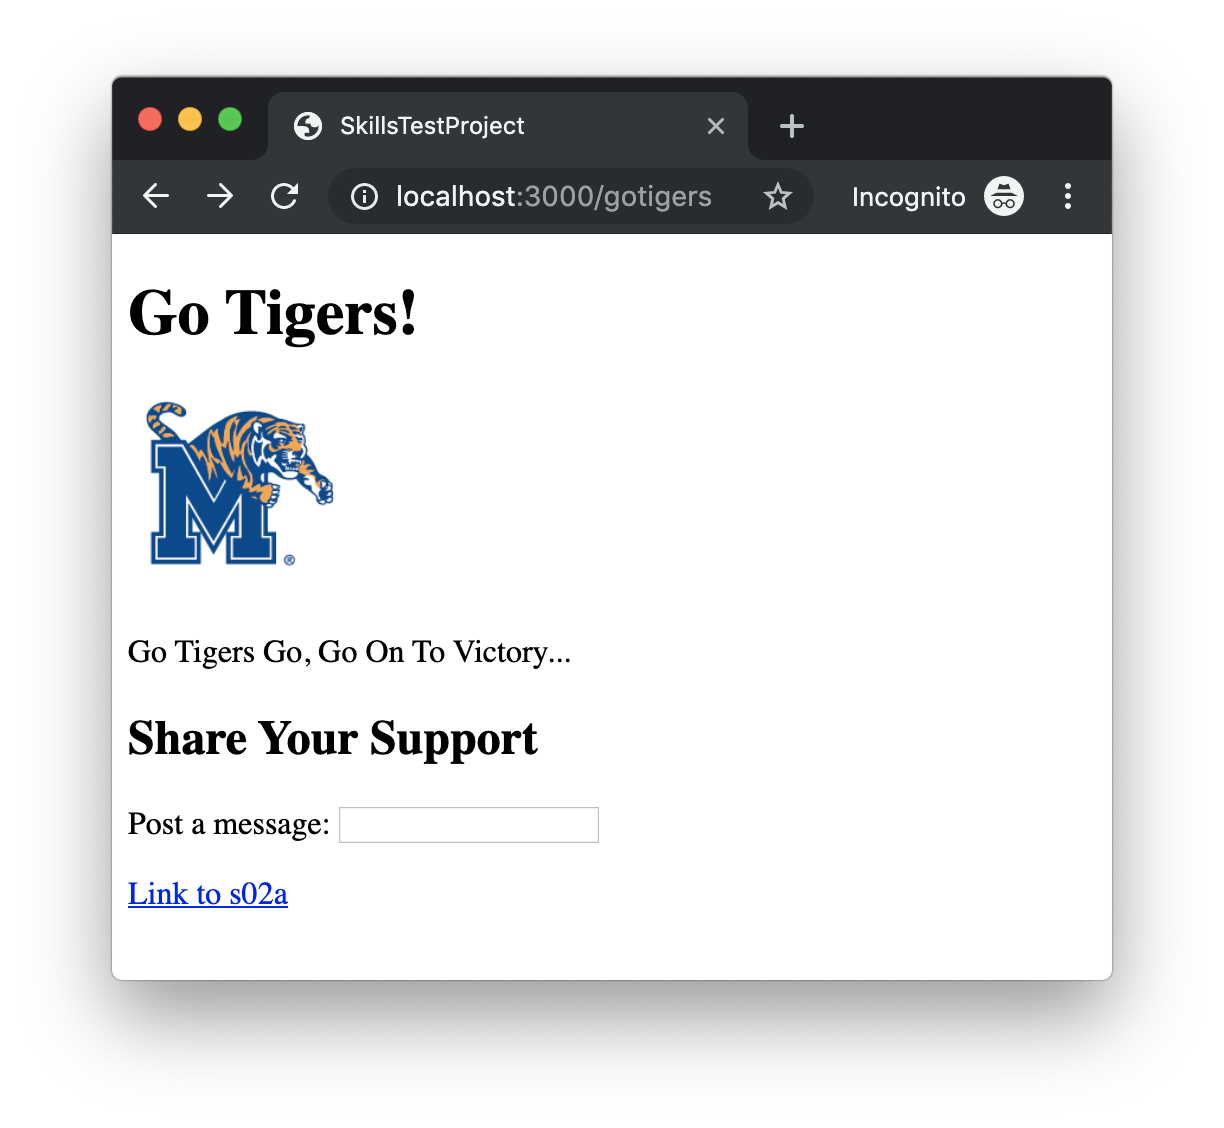 SkillsTestProject
localhost:3000/gotigers
Incognito
Go Tigers!
M
®
Go Tigers Go, Go On To Victory...
Share Your Support
Post a message:
Link to s02a